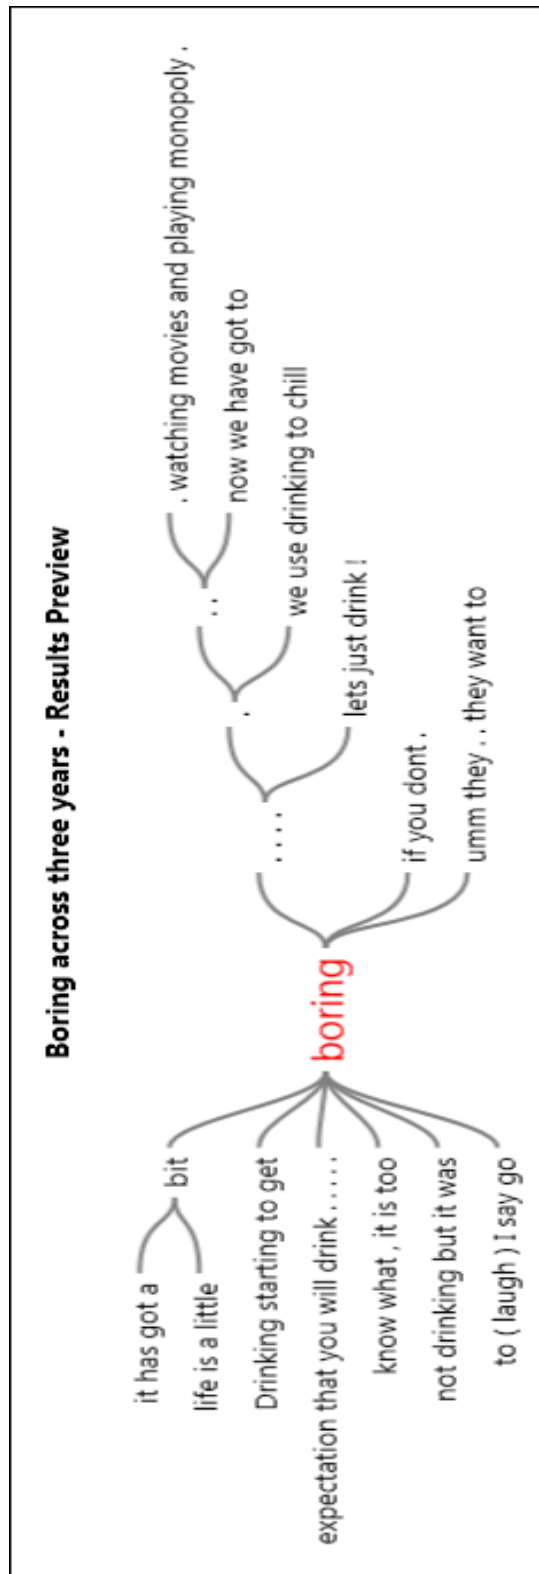 Boring across three years - Results Preview
it has got a
life is a little
bit
Drinking starting to get
expectation that you will drink . . . . .
know what , it is too
not drinking but it was
to ( laugh ) I say go
boring
. . . .
.
. .
. watching movies and playing monopoly .
now we have got to
we use drinking to chill
lets just drink !
if you dont .
umm they . . they want to